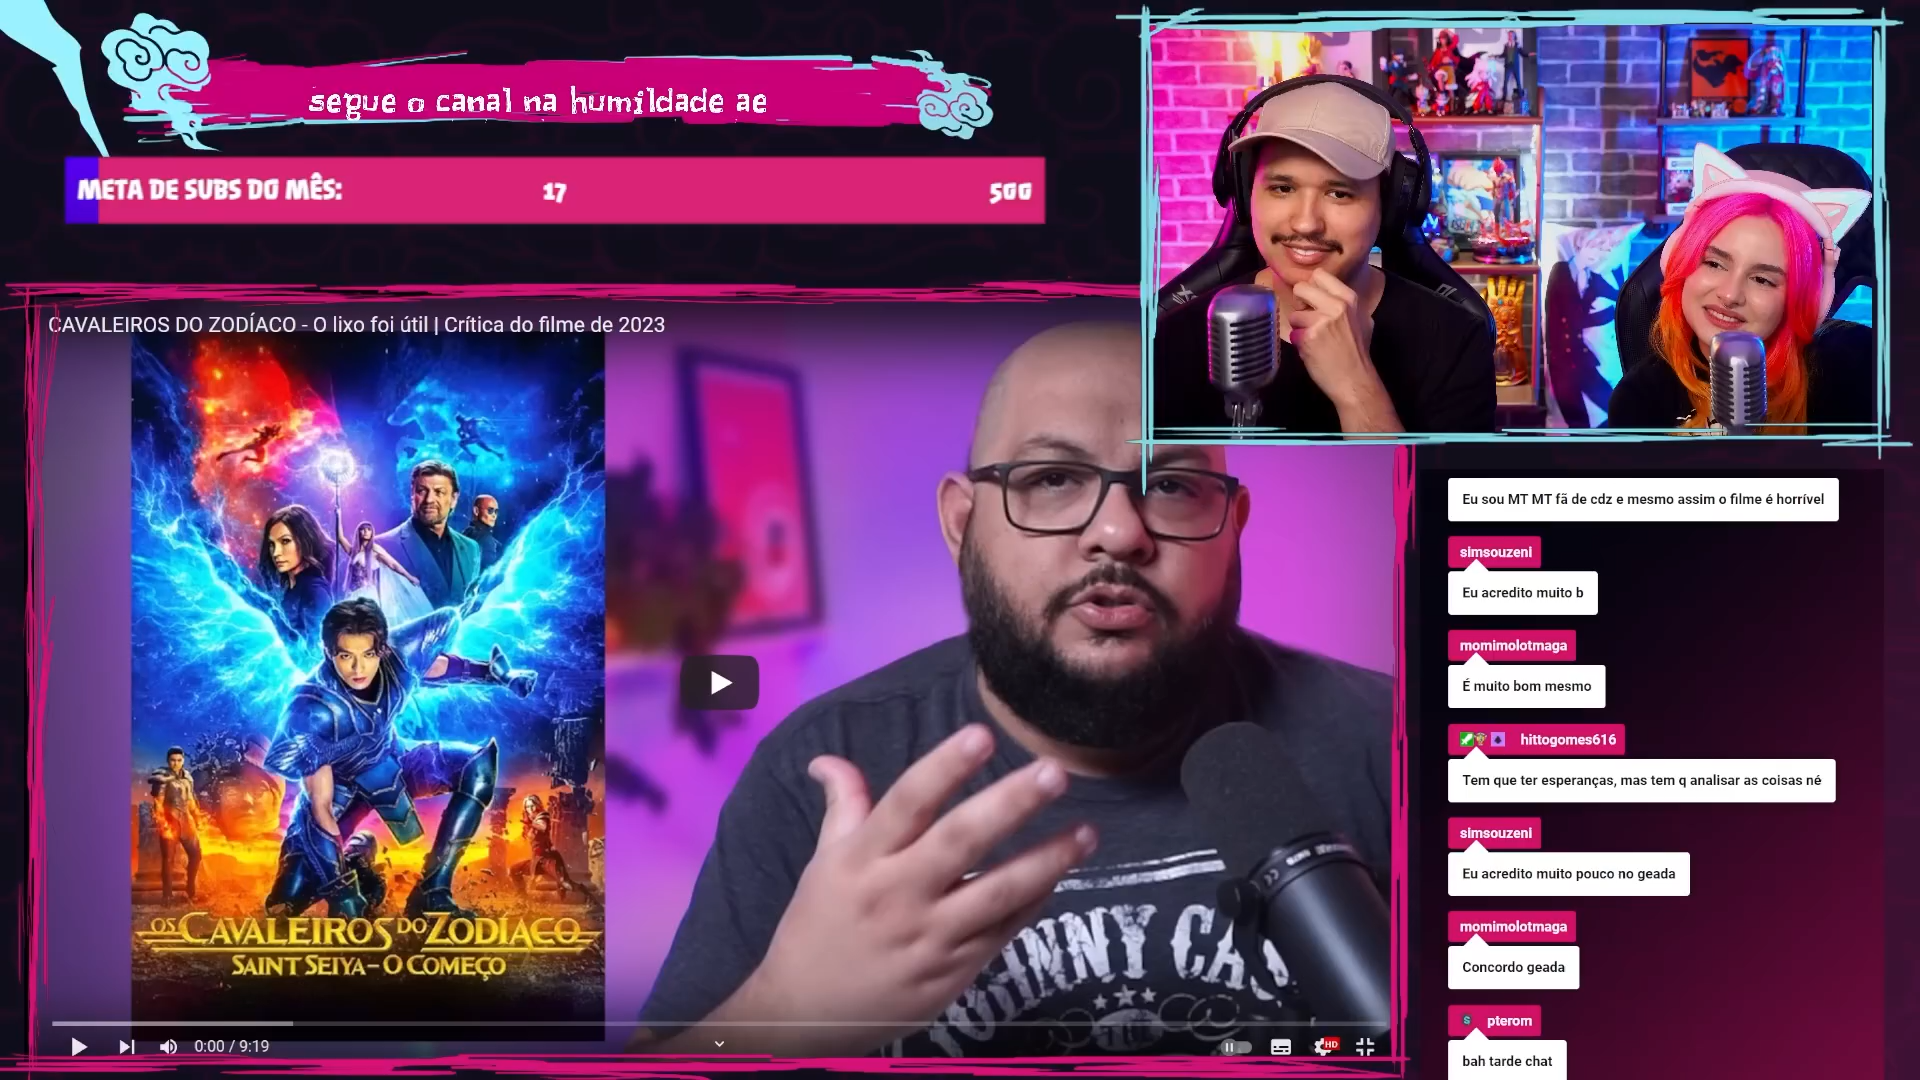 segue o canal na humildade ae
META DE SUBS DO MÊS: 17 500
CAVALEIROS DO ZODÍACO - O lixo foi útil | Crítica do filme de 2023
OS CAVALEIROS DO ZODÍACO
SAINT SEIYA - O COMEÇO
JOHNNY CAS
0:00 / 9:19
HD
Eu sou MT MT fã de cdz e mesmo assim o filme é horrível
simsouzeni
Eu acredito muito b
momimolotmaga
É muito bom mesmo
hittogomes616
Tem que ter esperanças, mas tem q analisar as coisas né
simsouzeni
Eu acredito muito pouco no geada
momimolotmaga
Concordo geada
S pterom
bah tarde chat